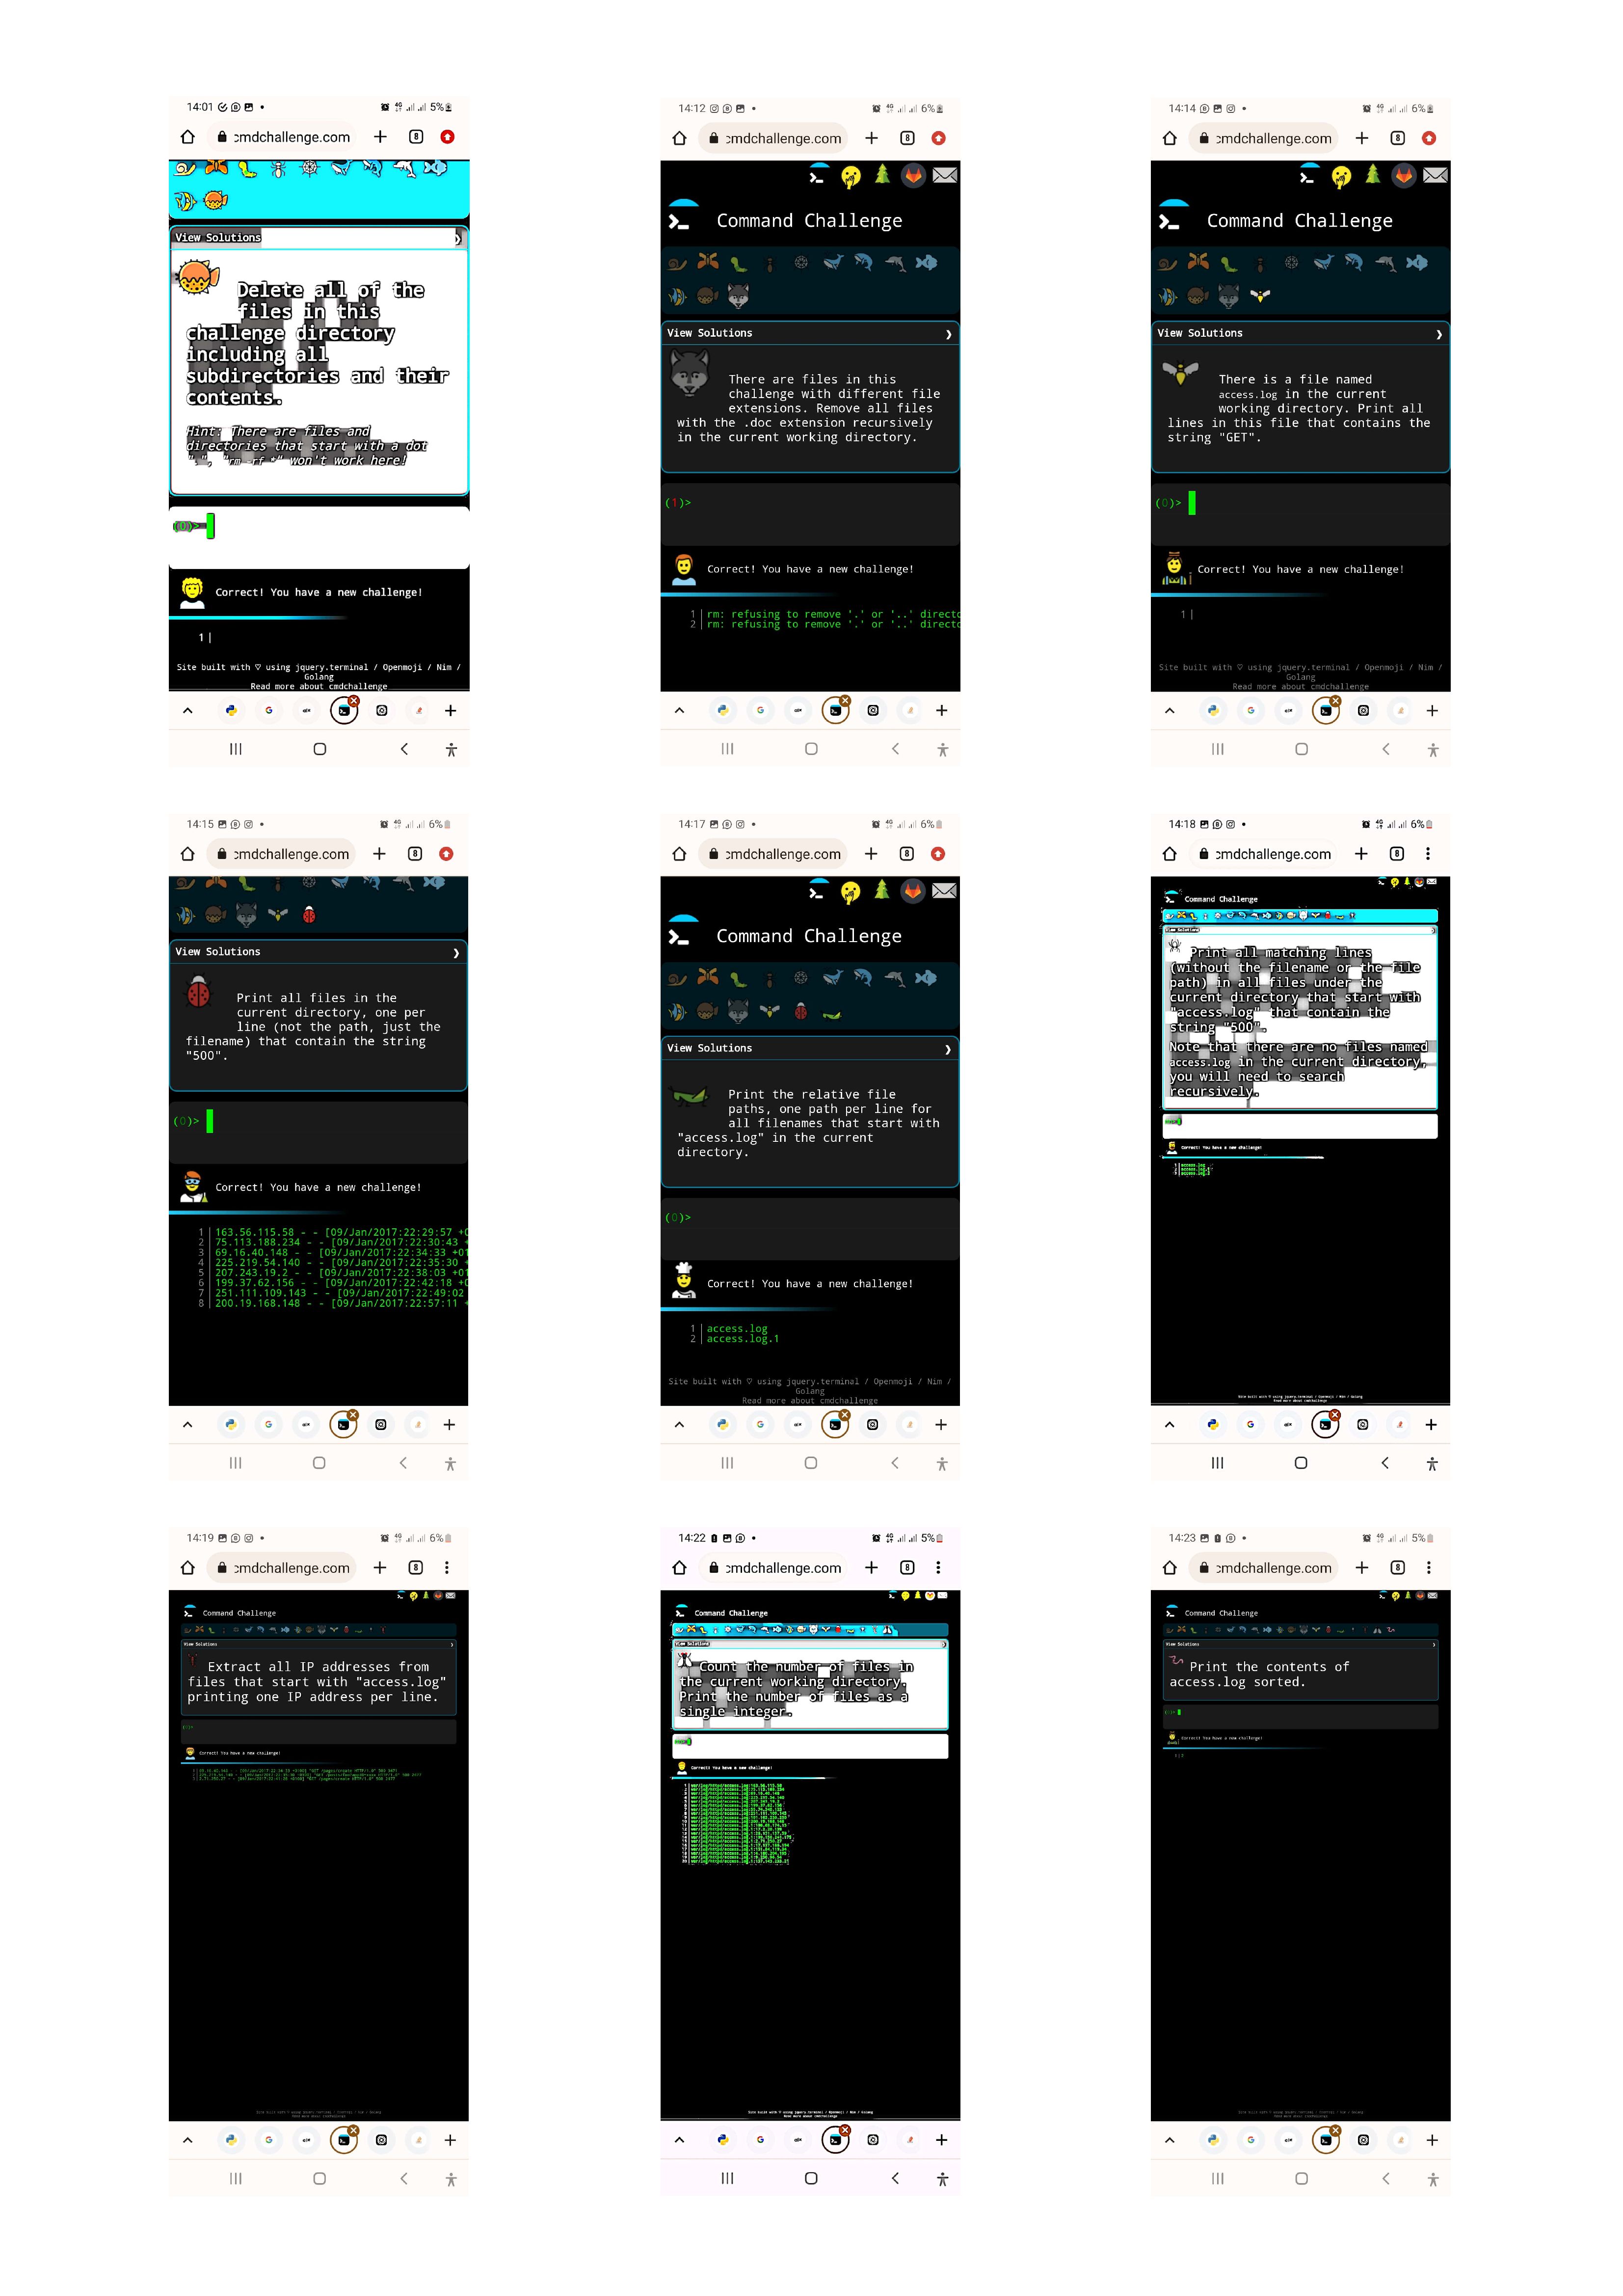 14:01
5%
cmdchallenge.com
8
View Solutions
Delete all of the
files in this
challenge directory
including all
subdirectories and their
contents.
Hint: There are files and
directories that start with a dot
".", "rm -rf *" won't work here!
(0)>
Correct! You have a new challenge!
1
Site built with ♡ using jquery.terminal / Openmoji / Nim /
Golang
Read more about cmdchallenge
14:12
6%
cmdchallenge.com
8
Command Challenge
View Solutions
There are files in this
challenge with different file
extensions. Remove all files
with the .doc extension recursively
in the current working directory.
(1)>
Correct! You have a new challenge!
1 rm: refusing to remove '.' or '..' directo
2 rm: refusing to remove '.' or '..' directo
14:14
6%
cmdchallenge.com
8
Command Challenge
View Solutions
There is a file named
access.log in the current
working directory. Print all
lines in this file that contains the
string "GET".
(0)>
Correct! You have a new challenge!
1
Site built with ♡ using jquery.terminal / Openmoji / Nim /
Golang
Read more about cmdchallenge
14:15
6%
cmdchallenge.com
8
View Solutions
Print all files in the
current directory, one per
line (not the path, just the
filename) that contain the string
"500".
(0)>
Correct! You have a new challenge!
1 163.56.115.58 - - [09/Jan/2017:22:29:57 +0
2 75.113.188.234 - - [09/Jan/2017:22:30:43 +
3 69.16.40.148 - - [09/Jan/2017:22:34:33 +01
4 225.219.54.140 - - [09/Jan/2017:22:35:30 +
5 207.243.19.2 - - [09/Jan/2017:22:38:03 +01
6 199.37.62.156 - - [09/Jan/2017:22:42:18 +0
7 251.111.109.143 - - [09/Jan/2017:22:49:02
8 200.19.168.148 - - [09/Jan/2017:22:57:11 +
14:17
6%
cmdchallenge.com
8
Command Challenge
View Solutions
Print the relative file
paths, one path per line for
all filenames that start with
"access.log" in the current
directory.
(0)>
Correct! You have a new challenge!
1 access.log
2 access.log.1
Site built with ♡ using jquery.terminal / Openmoji / Nim /
Golang
Read more about cmdchallenge
14:18
6%
cmdchallenge.com
8
Command Challenge
View Solutions
Print all matching lines
(without the filename or the file
path) in all files under the
current directory that start with
"access.log" that contain the
string "500".
Note that there are no files named
access.log in the current directory,
you will need to search
recursively.
Correct! You have a new challenge!
14:19
6%
cmdchallenge.com
8
Command Challenge
View Solutions
Extract all IP addresses from
files that start with "access.log"
printing one IP address per line.
(0)>
Correct! You have a new challenge!
14:22
5%
cmdchallenge.com
8
Command Challenge
View Solutions
Count the number of files in
the current working directory.
Print the number of files as a
single integer.
Correct! You have a new challenge!
14:23
5%
cmdchallenge.com
8
Command Challenge
View Solutions
Print the contents of
access.log sorted.
(0)>
Correct! You have a new challenge!